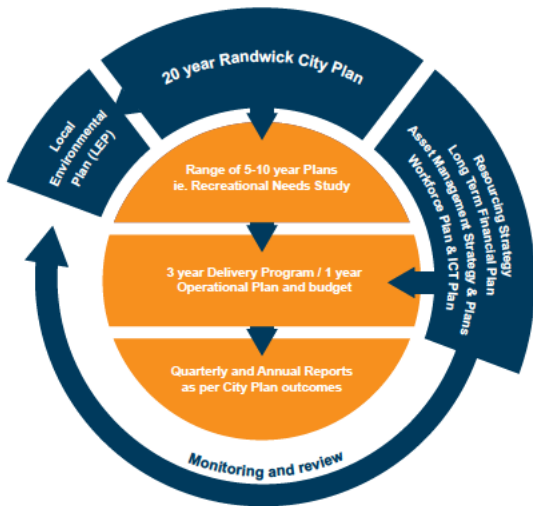 20 year Randwick City Plan
Local
Environmental
Plan (LEP)
Resourcing Strategy
Long Term Financial Plan
Asset Management Strategy & Plans
Workforce Plan & ICT Plan
Range of 5-10 year Plans
ie. Recreational Needs Study
3 year Delivery Program / 1 year
Operational Plan and budget
Quarterly and Annual Reports
as per City Plan outcomes
Monitoring and review